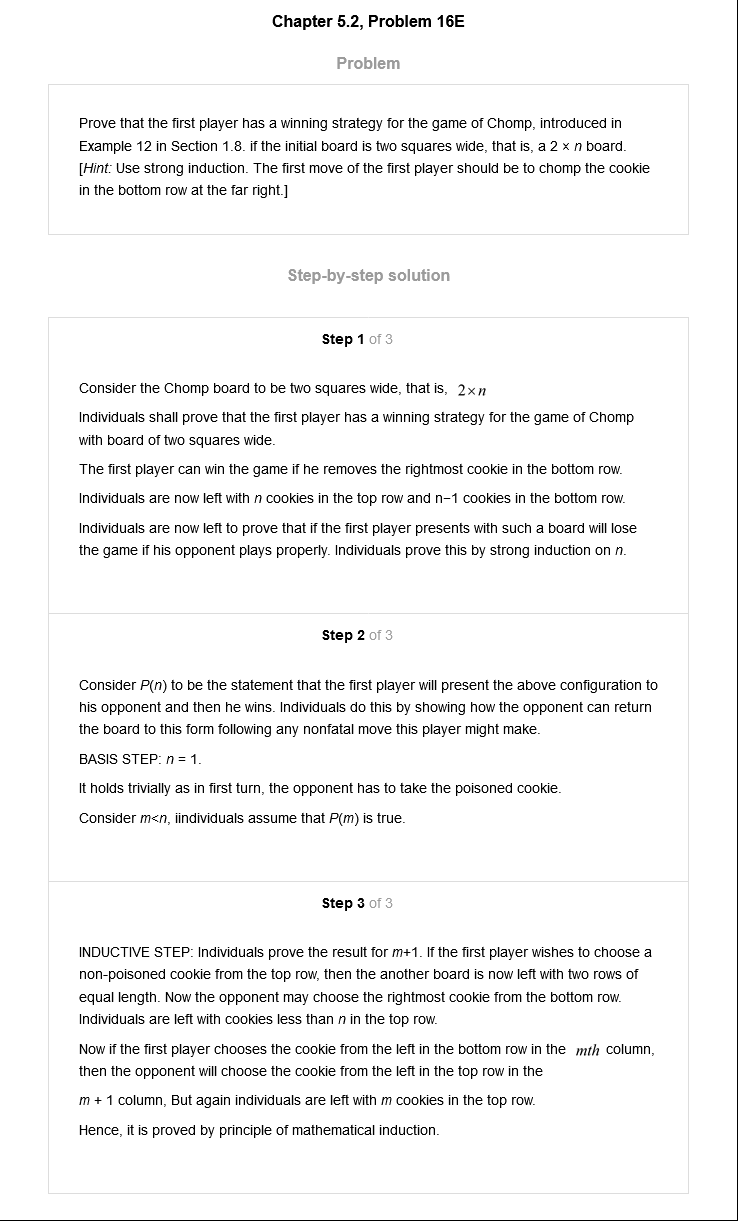 Chapter 5.2, Problem 16E
Problem
Prove that the first player has a winning strategy for the game of Chomp, introduced in
Example 12 in Section 1.8. if the initial board is two squares wide, that is, a 2 × n board.
[Hint: Use strong induction. The first move of the first player should be to chomp the cookie
in the bottom row at the far right.]
Step-by-step solution
Step 1 of 3
Consider the Chomp board to be two squares wide, that is, 2×n
Individuals shall prove that the first player has a winning strategy for the game of Chomp
with board of two squares wide.
The first player can win the game if he removes the rightmost cookie in the bottom row.
Individuals are now left with n cookies in the top row and n−1 cookies in the bottom row.
Individuals are now left to prove that if the first player presents with such a board will lose
the game if his opponent plays properly. Individuals prove this by strong induction on n.
Step 2 of 3
Consider P(n) to be the statement that the first player will present the above configuration to
his opponent and then he wins. Individuals do this by showing how the opponent can return
the board to this form following any nonfatal move this player might make.
BASIS STEP: n = 1.
It holds trivially as in first turn, the opponent has to take the poisoned cookie.
Consider m<n, iindividuals assume that P(m) is true.
Step 3 of 3
INDUCTIVE STEP: Individuals prove the result for m+1. If the first player wishes to choose a
non-poisoned cookie from the top row, then the another board is now left with two rows of
equal length. Now the opponent may choose the rightmost cookie from the bottom row.
Individuals are left with cookies less than n in the top row.
Now if the first player chooses the cookie from the left in the bottom row in the mth column,
then the opponent will choose the cookie from the left in the top row in the
m + 1 column, But again individuals are left with m cookies in the top row.
Hence, it is proved by principle of mathematical induction.